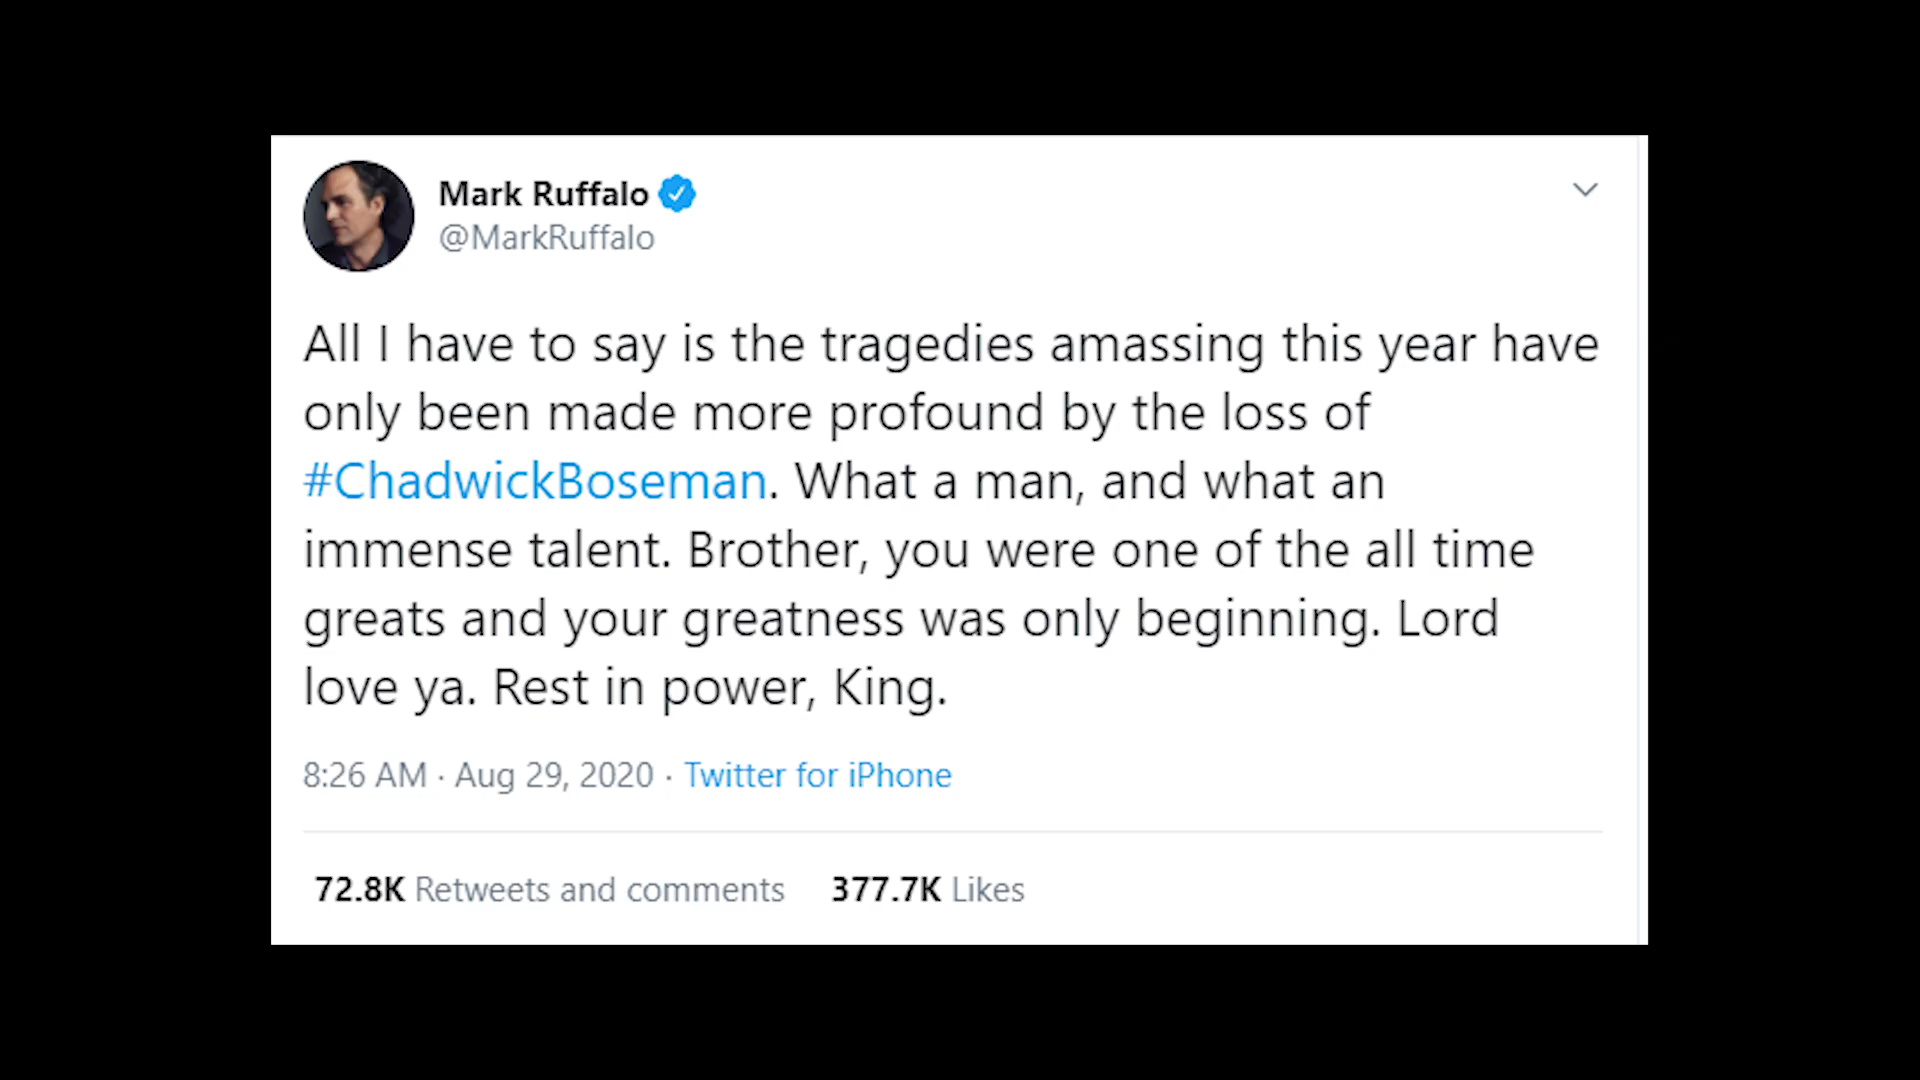 Mark Ruffalo
@MarkRuffalo
All I have to say is the tragedies amassing this year have
only been made more profound by the loss of
#ChadwickBoseman. What a man, and what an
immense talent. Brother, you were one of the all time
greats and your greatness was only beginning. Lord
love ya. Rest in power, King.
8:26 AM · Aug 29, 2020 · Twitter for iPhone
72.8K Retweets and comments 377.7K Likes